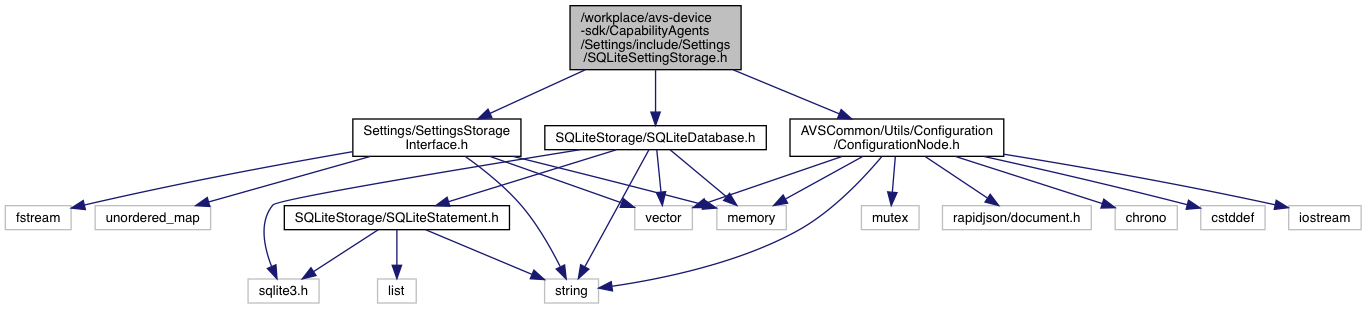 /workplace/avs-device
-sdk/CapabilityAgents
/Settings/include/Settings
/SQLiteSettingStorage.h
Settings/SettingsStorage
Interface.h
SQLiteStorage/SQLiteDatabase.h
AVSCommon/Utils/Configuration
/ConfigurationNode.h
fstream
unordered_map
SQLiteStorage/SQLiteStatement.h
vector
memory
mutex
rapidjson/document.h
chrono
cstddef
iostream
sqlite3.h
list
string